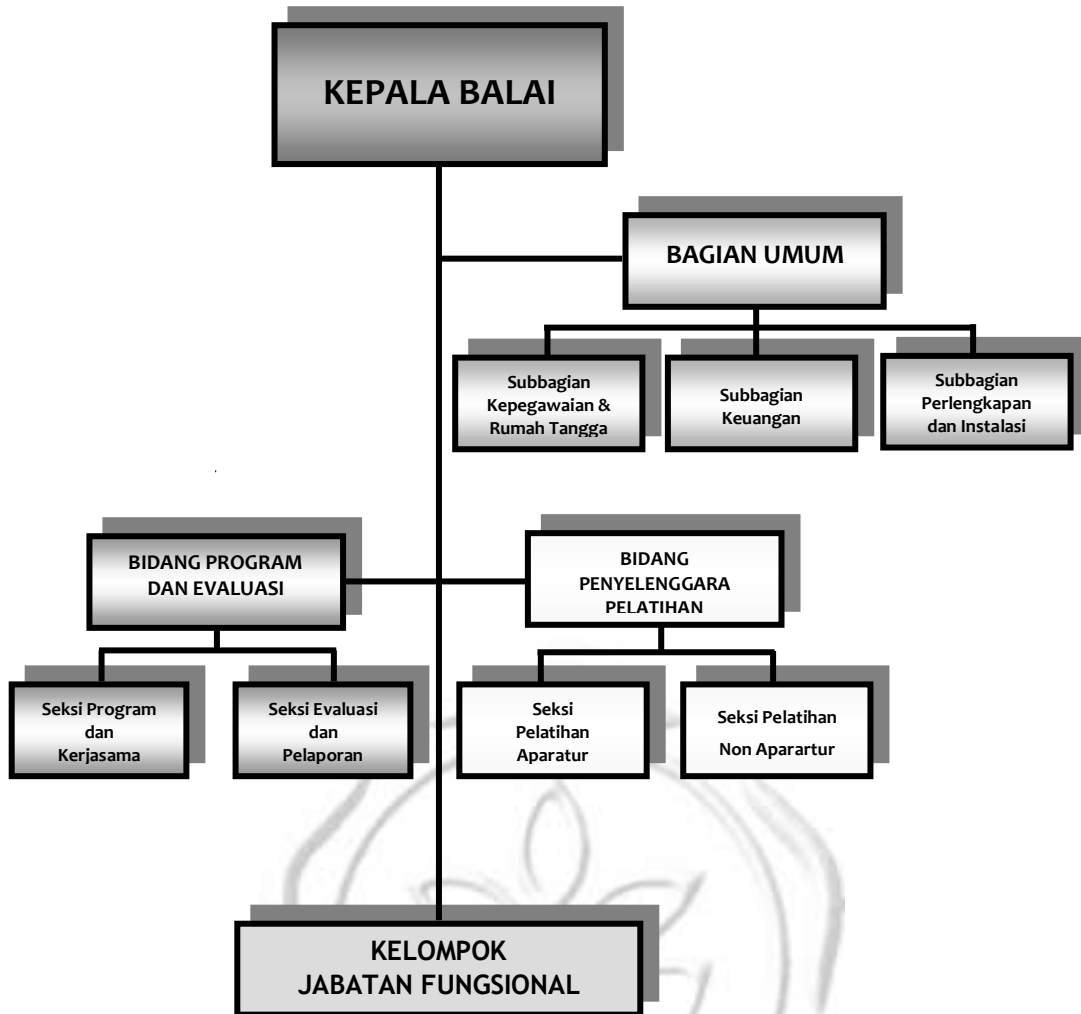 KEPALA BALAI
BAGIAN UMUM
Subbagian
Kepegawaian &
Rumah Tangga
Subbagian
Keuangan
Subbagian
Perlengkapan
dan Instalasi
BIDANG PROGRAM
DAN EVALUASI
BIDANG
PENYELENGGARA
PELATIHAN
Seksi Program
dan
Kerjasama
Seksi Evaluasi
dan
Pelaporan
Seksi
Pelatihan
Aparatur
Seksi Pelatihan
Non Aparartur
KELOMPOK
JABATAN FUNGSIONAL